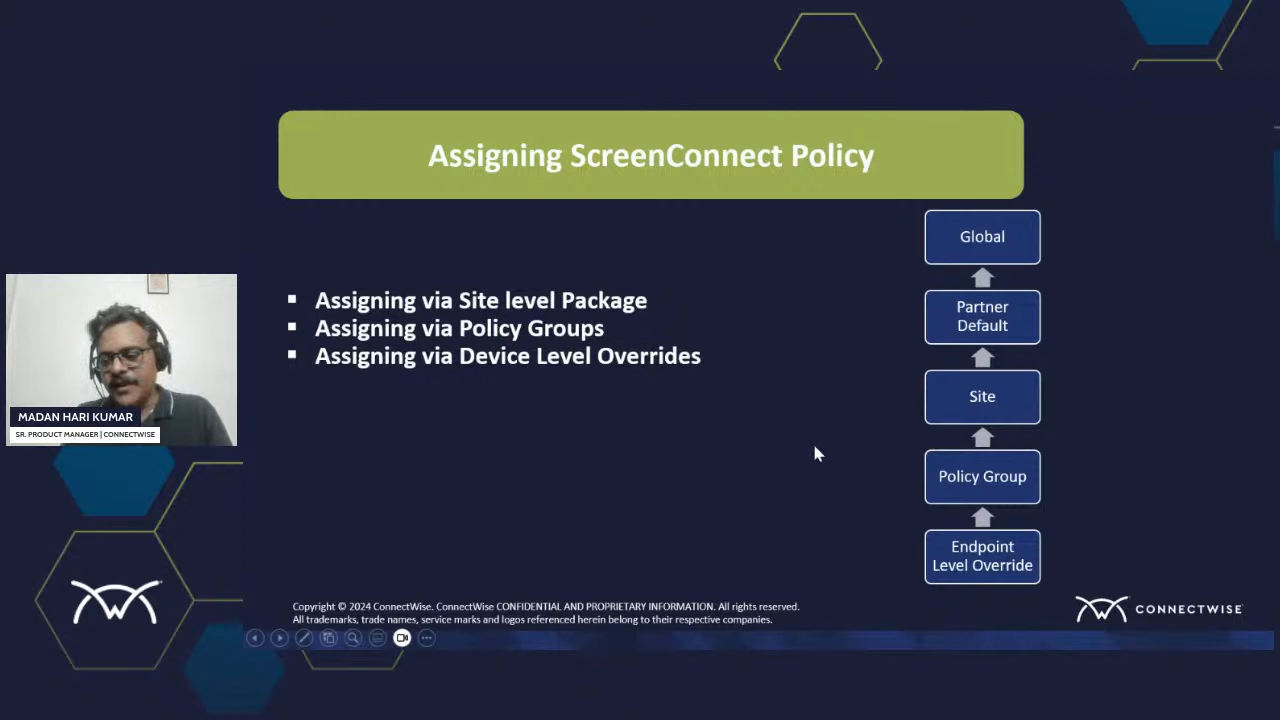 Assigning ScreenConnect Policy
▪ Assigning via Site level Package
▪ Assigning via Policy Groups
▪ Assigning via Device Level Overrides
Global
Partner
Default
Site
Policy Group
Endpoint
Level Override
MADAN HARI KUMAR
SR. PRODUCT MANAGER | CONNECTWISE
Copyright © 2024 ConnectWise. ConnectWise CONFIDENTIAL AND PROPRIETARY INFORMATION. All rights reserved.
All trademarks, trade names, service marks and logos referenced herein belong to their respective companies.
CONNECTWISE